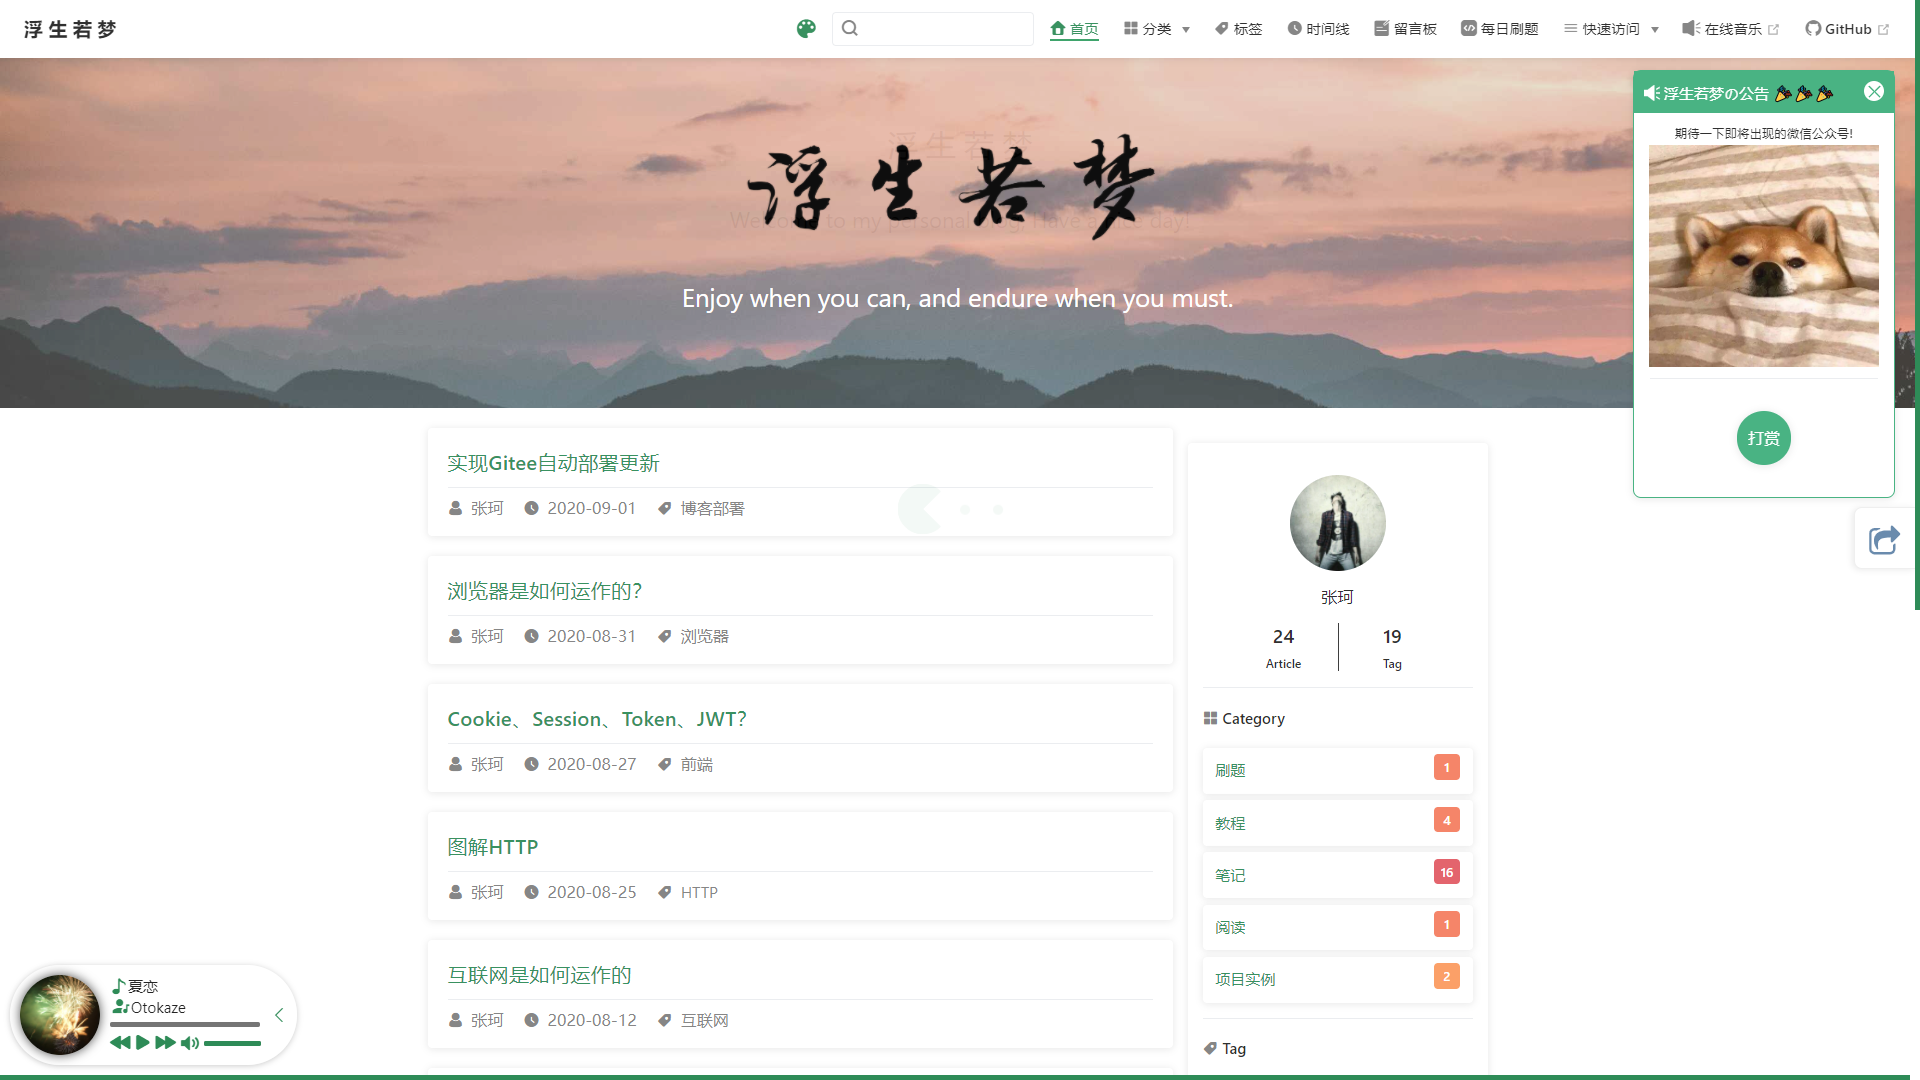 浮生若梦
首页
分类
标签
时间线
留言板
每日刷题
快速访问
在线音乐
GitHub
浮生若梦
浮生若梦
Welcome to my personal blog, Have a nice day!
Enjoy when you can, and endure when you must.
浮生若梦の公告
期待一下即将出现的微信公众号!
打赏
实现Gitee自动部署更新
张珂 2020-09-01 博客部署
浏览器是如何运作的?
张珂 2020-08-31 浏览器
Cookie、Session、Token、JWT?
张珂 2020-08-27 前端
图解HTTP
张珂 2020-08-25 HTTP
互联网是如何运作的
张珂 2020-08-12 互联网
张珂
24 19
Article Tag
Category
刷题 1
教程 4
笔记 16
阅读 1
项目实例 2
Tag
夏恋
Otokaze